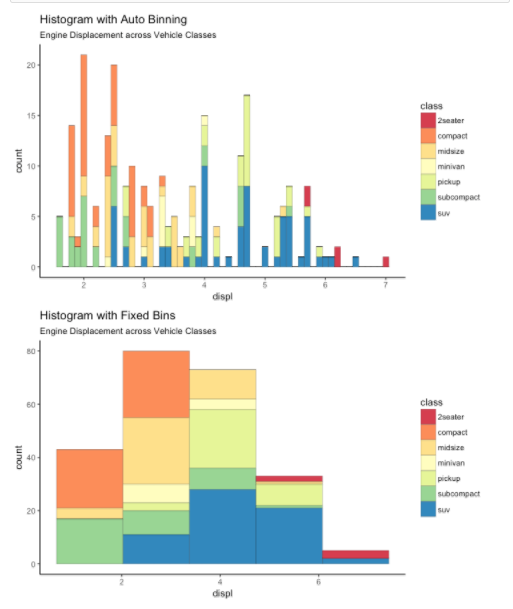 Histogram with Auto Binning
Engine Displacement across Vehicle Classes
20
15
10
5
0
count
2 3 4 5 6 7
displ
class
2seater
compact
midsize
minivan
pickup
subcompact
suv
Histogram with Fixed Bins
Engine Displacement across Vehicle Classes
80
60
40
20
0
count
2 4 6
displ
class
2seater
compact
midsize
minivan
pickup
subcompact
suv